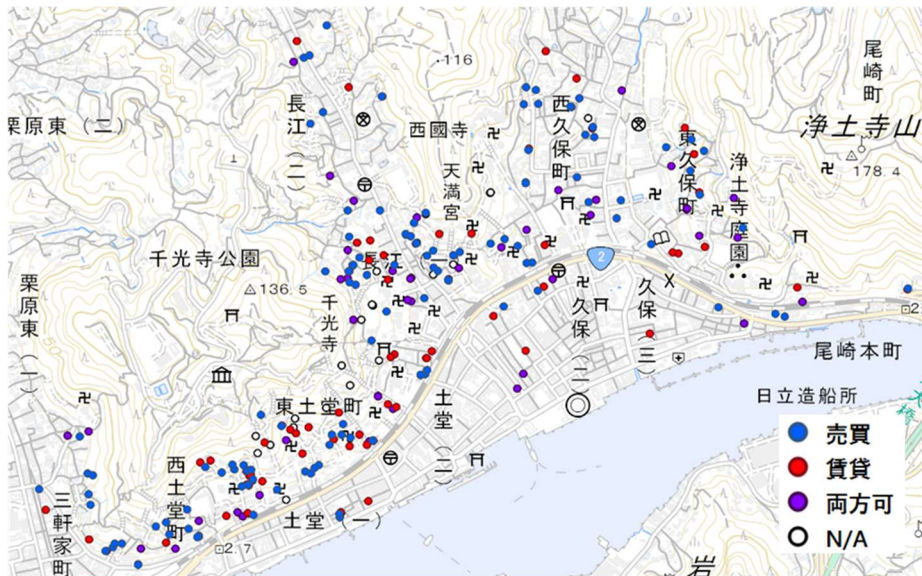 尾崎町
・116
長江(二)
西國寺
西久保町
栗原東(二)
浄土寺山
178.4
東久保町
天満宮
浄土寺庭園
千光寺公園
136.5
長江(一)
2
栗原東(一)
千光寺
久保(二)
久保(三)
尾崎本町
2.
日立造船所
東土堂町
土堂(二)
西土堂町
土堂(一)
三軒家町
2.7
岩
売買
賃貸
両方可
N/A